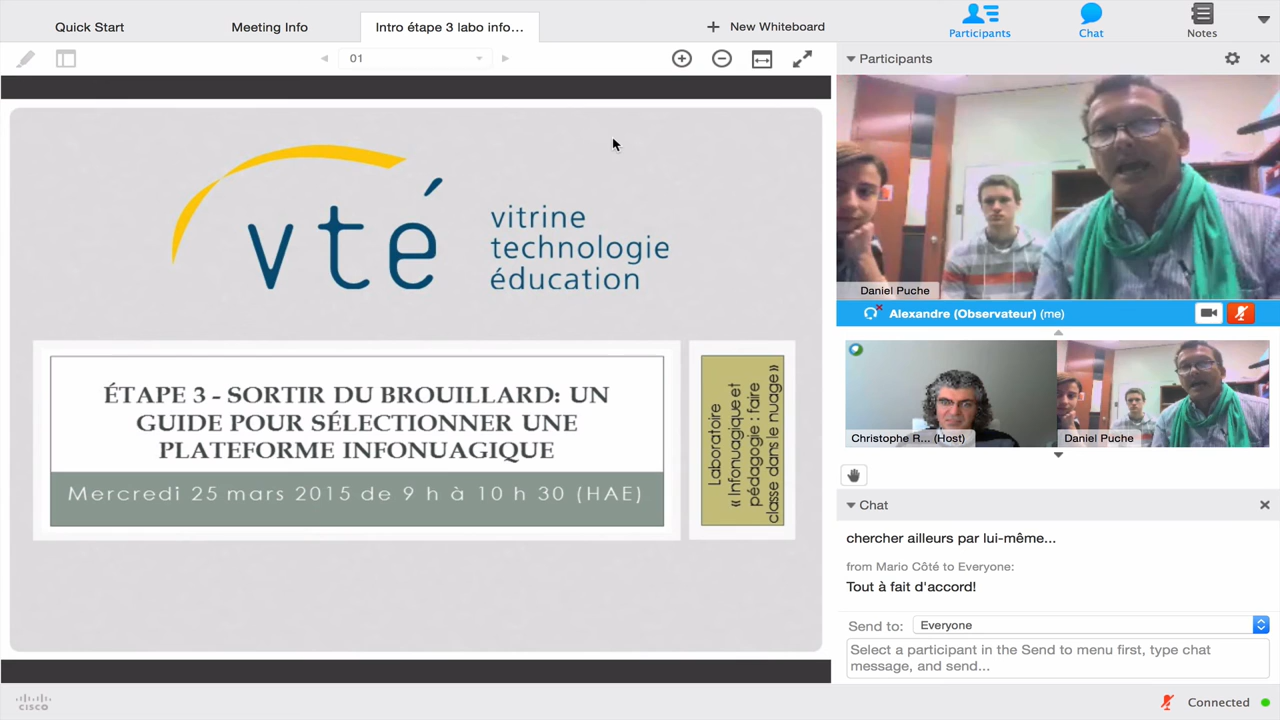 Quick Start
Meeting Info
Intro étape 3 labo info...
New Whiteboard
Participants
Chat
Notes
01
vté
vitrine
technologie
éducation
ÉTAPE 3 - SORTIR DU BROUILLARD: UN
GUIDE POUR SÉLECTIONNER UNE
PLATEFORME INFONUAGIQUE
Mercredi 25 mars 2015 de 9 h à 10 h 30 (HAE)
Laboratoire
« Infonuagique et
pédagogie : faire
classe dans le nuage»
Participants
Daniel Puche
Alexandre (Observateur) (me)
Christophe R... (Host)
Daniel Puche
Chat
chercher ailleurs par lui-même...
from Mario Côté to Everyone:
Tout à fait d'accord!
Send to:
Everyone
Select a participant in the Send to menu first, type chat
message, and send...
CISCO
Connected